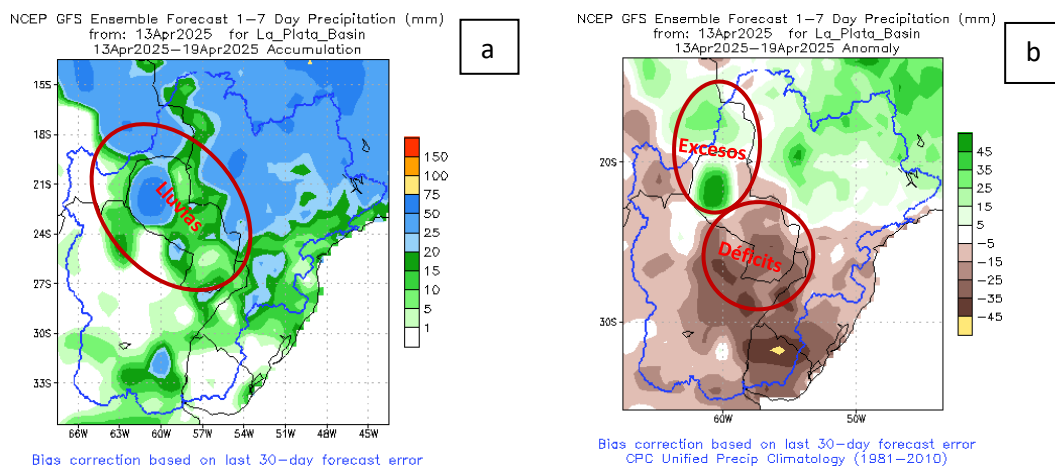 NCEP GFS Ensemble Forecast 1−7 Day Precipitation (mm)
from: 13Apr2025 for La_Plata_Basin
13Apr2025−19Apr2025 Accumulation
a
15S
18S
21S
24S
27S
30S
33S
66W 63W 60W 57W 54W 51W 48W 45W
Lluvias
150
100
75
50
25
20
15
10
5
1
Bias correction based on last 30−day forecast error
NCEP GFS Ensemble Forecast 1−7 Day Precipitation (mm)
from: 13Apr2025 for La_Plata_Basin
13Apr2025−19Apr2025 Anomaly
b
20S
30S
60W 50W
Excesos
Déficits
45
35
25
15
5
−5
−15
−25
−35
−45
Bias correction based on last 30−day forecast error
CPC Unified Precip Climatology (1981−2010)